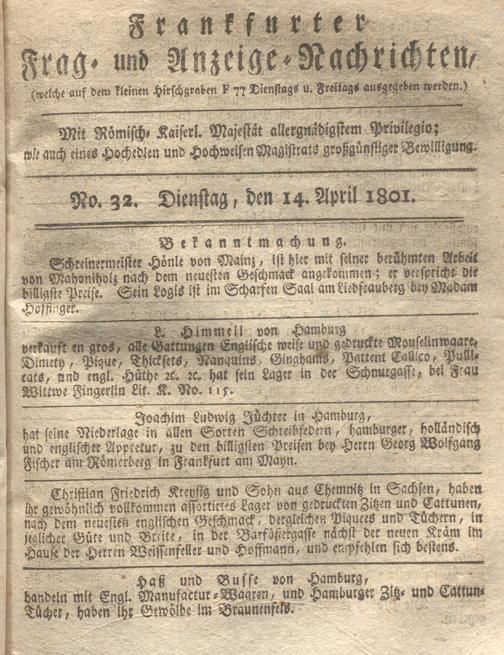 Frankfurter
Frag- und Anzeige-Nachrichten,
(welche auf dem kleinen Hirschgraben F 77 Dienstags u. Freitags ausgegeben werden.)
Mit Römisch-Kaiserl. Majestät allergnädigstem Privilegio;
wie auch eines Hochedlen und Hochweisen Magistrats großgünstiger Bewilligung.
No. 32. Dienstag, den 14. April 1801.
Bekanntmachung.
Schreinermeister Hönle von Mainz, ist hier mit seiner berühmten Arbeit
von Mahoniholz nach dem neuesten Geschmack angekommen; er verspricht die
billigste Preise. Sein Logis ist im Scharfen Saal am Liedfrauberg bey Madam
Hoffinger.
L. Himmeil von Hamburg
verkauft en gros, alle Gattungen Englische weise und gedruckte Mouselinwaare,
Dimety, Pique, Thicksets, Nanquins, Ginghams, Pattent Callico, Pulli-
cats, und engl. Hüthe ꝛc. ꝛc. hat sein Lager in der Schnurgasse, bei Frau
Wittwe Fingerlin Lit. K. No. 115.
Joachim Ludwig Jüchter in Hamburg,
hat seine Niederlage in allen Sorten Schreibfedern, hamburger, holländisch
und englischer Appretur, zu den billigsten Preisen bey Herrn Georg Wolfgang
Fischer am Römerberg in Frankfurt am Mayn.
Christian Friedrich Kreysig und Sohn aus Chemnitz in Sachsen, haben
ihr gewöhnlich vollkommen assortirtes Lager von gedruckten Zitzen und Cattunen,
nach dem neuesten englischen Geschmack, dergleichen Piquees und Tüchern, in
jeglicher Güte und Breite, in der Barfüßergasse nächst der neuen Kräm im
Hause der Herren Weissenfeller und Hoffmann, und empfehlen sich bestens.
Haß und Busse von Hamburg,
handeln mit Engl. Manufactur-Waaren, und Hamburger Zitz- und Cattun-
Tücher, haben ihr Gewölbe im Braunenfels.